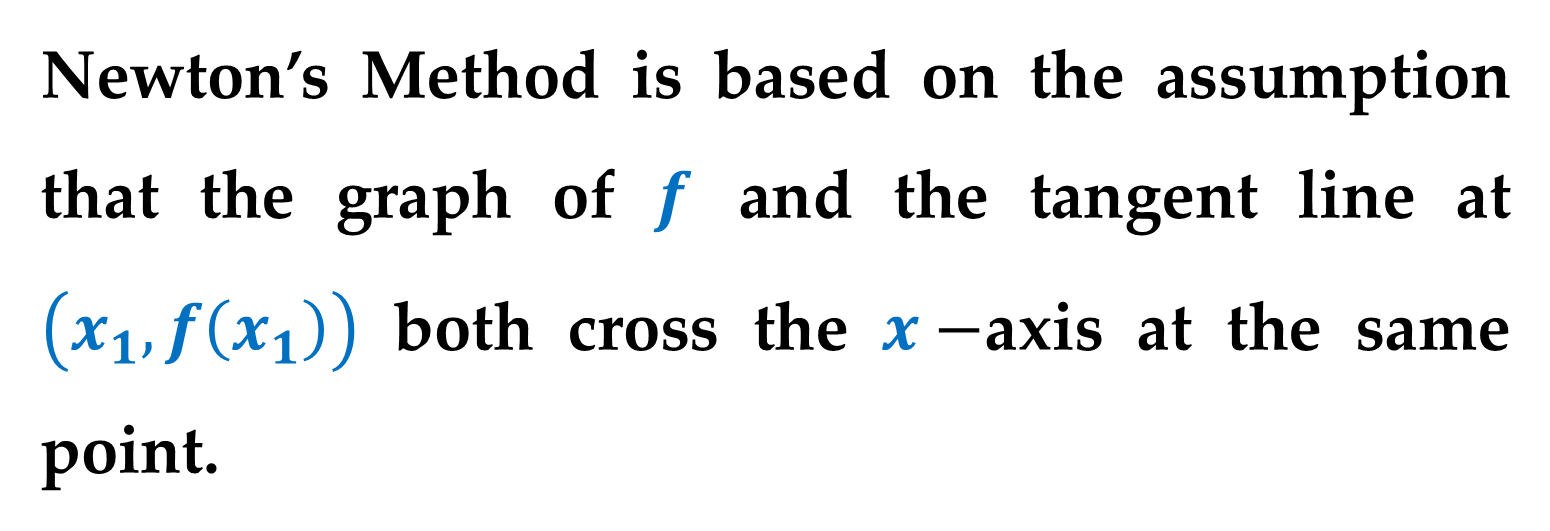 Newton’s Method is based on the assumption
that the graph of f and the tangent line at
(x₁, f(x₁)) both cross the x −axis at the same
point.